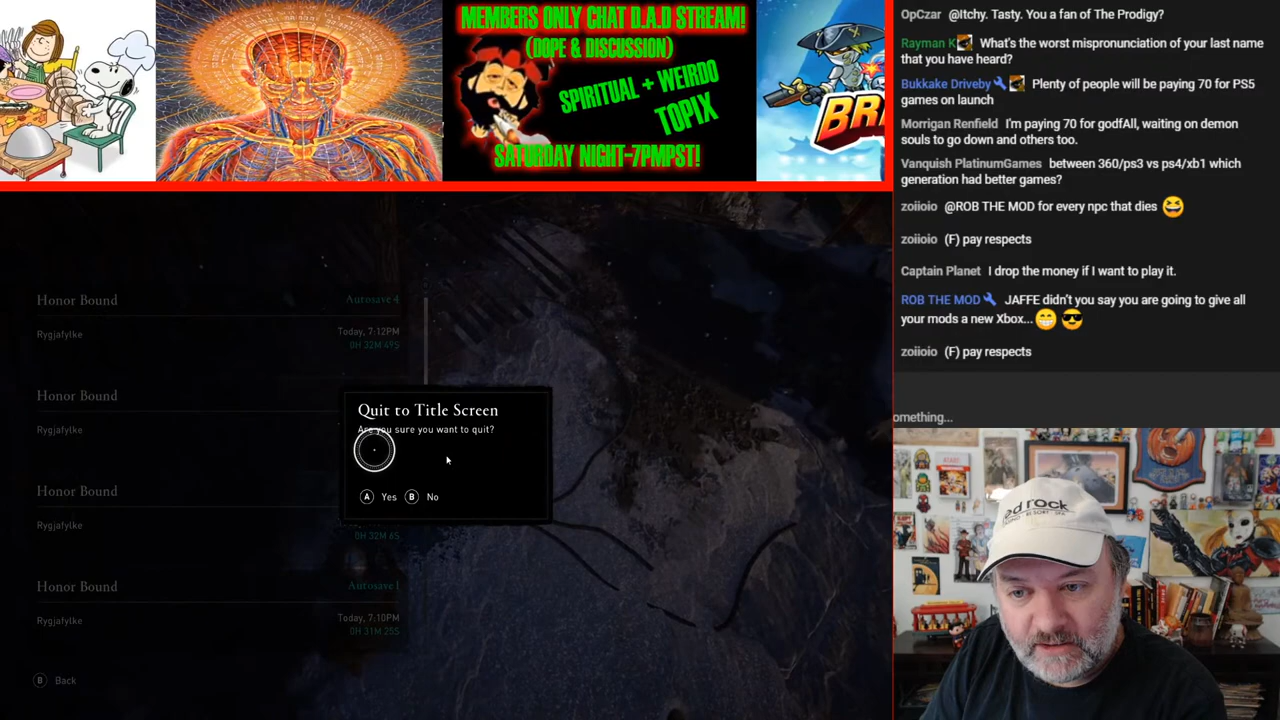 MEMBERS ONLY CHAT D.A.D STREAM!
(DOPE & DISCUSSION)
SPIRITUAL + WEIRDO
TOPIX
SATURDAY NIGHT-7PMPST!
BR
Honor Bound
Autosave 4
Rygjafylke
Today, 7:12PM
0H 32M 49S
Honor Bound
Rygjafylke
Honor Bound
Rygjafylke
0H 32M 6S
Honor Bound
Autosave 1
Rygjafylke
Today, 7:10PM
0H 31M 25S
B Back
Quit to Title Screen
Are you sure you want to quit?
A Yes B No
OpCzar @Itchy. Tasty. You a fan of The Prodigy?
Rayman K What's the worst mispronunciation of your last name
that you have heard?
Bukkake Driveby Plenty of people will be paying 70 for PS5
games on launch
Morrigan Renfield I'm paying 70 for godfAll, waiting on demon
souls to go down and others too.
Vanquish PlatinumGames between 360/ps3 vs ps4/xb1 which
generation had better games?
zoiioio @ROB THE MOD for every npc that dies 😆
zoiioio (F) pay respects
Captain Planet I drop the money if I want to play it.
ROB THE MOD JAFFE didn't you say you are going to give all
your mods a new Xbox...😁 😎
zoiioio (F) pay respects
omething...
ed rock